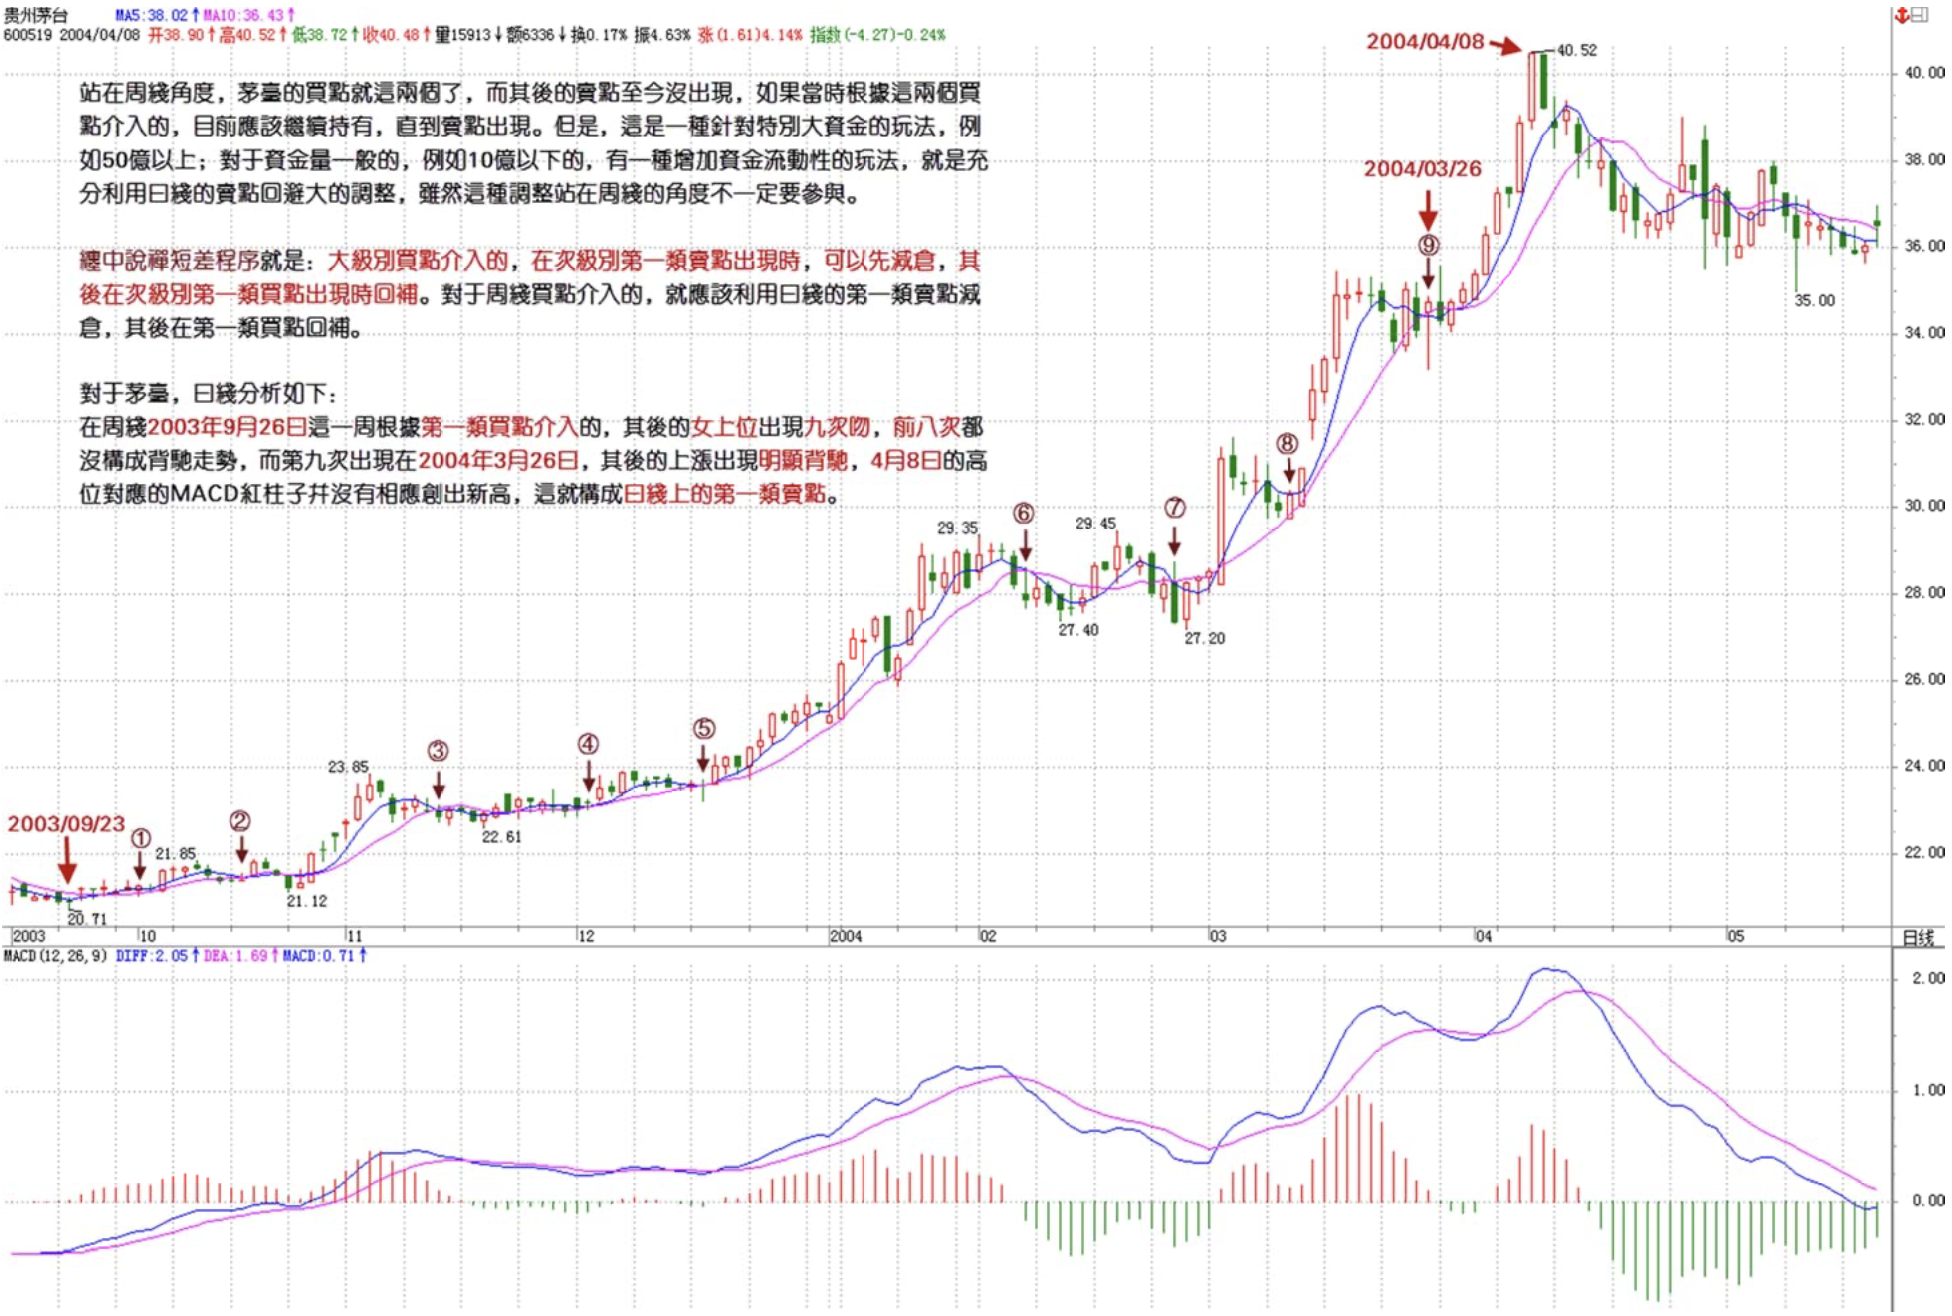 贵州茅台 MA5:38.02↑MA10:36.43↑
600519 2004/04/08 开38.90↑高40.52↑低38.72↑收40.48↑量15913↓额6336↓换0.17% 振4.63% 涨(1.61)4.14% 指数(-4.27)-0.24%
站在周綫角度，茅臺的買點就這兩個了，而其後的賣點至今沒出現，如果當時根據這兩個買
點介入的，目前應該繼續持有，直到賣點出現。但是，這是一種針對特別大資金的玩法，例
如50億以上；對于資金量一般的，例如10億以下的，有一種增加資金流動性的玩法，就是充
分利用日綫的賣點回避大的調整，雖然這種調整站在周綫的角度不一定要參與。
纏中說禪短差程序就是：大級別買點介入的，在次級別第一類賣點出現時，可以先減倉，其
後在次級別第一類買點出現時回補。對于周綫買點介入的，就應該利用日綫的第一類賣點減
倉，其後在第一類買點回補。
對于茅臺，日綫分析如下：
在周綫2003年9月26日這一周根據第一類買點介入的，其後的女上位出現九次吻，前八次都
沒構成背馳走勢，而第九次出現在2004年3月26日，其後的上漲出現明顯背馳，4月8日的高
位對應的MACD紅柱子并沒有相應創出新高，這就構成日綫上的第一類賣點。
2004/04/08
40.52
40.00
38.00
2004/03/26
⑨
36.00
35.00
34.00
32.00
⑧
30.00
⑦
⑥
29.35
29.45
28.00
27.40
27.20
26.00
⑤
④
③
24.00
23.85
22.61
2003/09/23
①
②
21.85
22.00
21.12
20.71
2003 10 11 12 2004 02 03 04 05 日线
MACD(12,26,9) DIFF:2.05↑DEA:1.69↑MACD:0.71↑
2.00
1.00
0.00